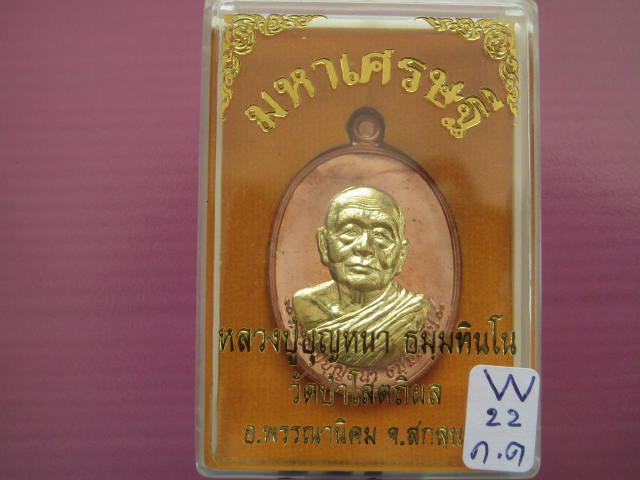 มหาเศรษฐี
หลวงปู่บุญหนา ธมฺมทินฺโน
วัดป่าโสตถิผล
อ.พรรณานิคม จ.สกลน
W
22
ก.ค